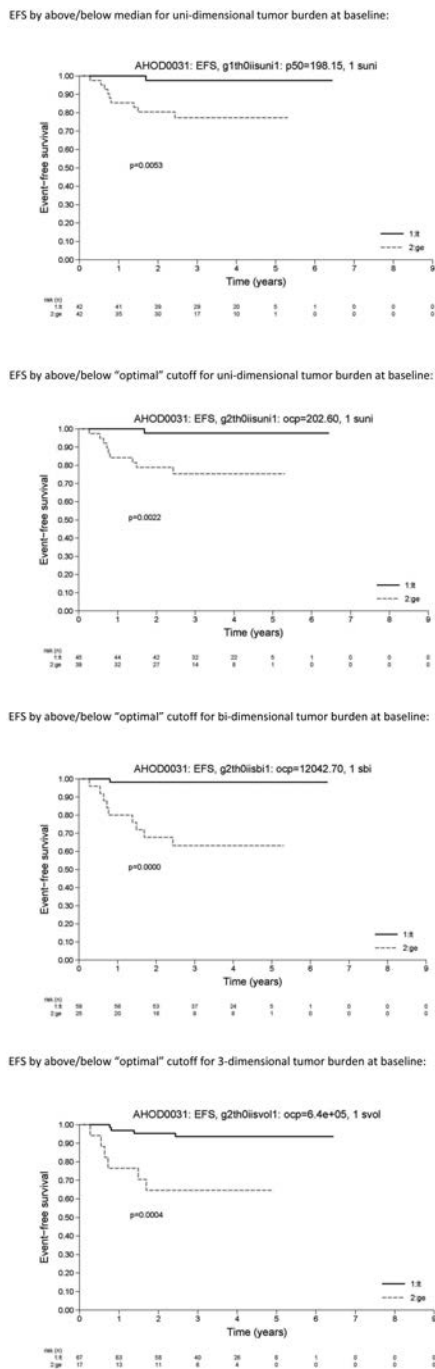 EFS by above/below median for uni-dimensional tumor burden at baseline:
AHOD0031: EFS, g1th0iisuni1: p50=198.15, 1 suni
1.00
0.90
0.80
0.70
0.60
0.50
0.40
0.30
0.20
0.10
0.00
Event-free survival
p=0.0053
1:lt
2:ge
0 1 2 3 4 5 6 7 8 9
Time (years)
risk (n)
1:lt 42 41 39 29 20 5 1 0 0 0
2:ge 42 35 30 17 10 1 0 0 0 0
EFS by above/below "optimal" cutoff for uni-dimensional tumor burden at baseline:
AHOD0031: EFS, g2th0iisuni1: ocp=202.60, 1 suni
1.00
0.90
0.80
0.70
0.60
0.50
0.40
0.30
0.20
0.10
0.00
Event-free survival
p=0.0022
1:lt
2:ge
0 1 2 3 4 5 6 7 8 9
Time (years)
risk (n)
1:lt 45 44 42 32 22 5 1 0 0 0
2:ge 32 27 14 8 1 0 0 0 0
EFS by above/below "optimal" cutoff for bi-dimensional tumor burden at baseline:
AHOD0031: EFS, g2th0iisbi1: ocp=12042.70, 1 sbi
1.00
0.90
0.80
0.70
0.60
0.50
0.40
0.30
0.20
0.10
0.00
Event-free survival
p=0.0000
1:lt
2:ge
0 1 2 3 4 5 6 7 8 9
Time (years)
risk (n)
1:lt 56 53 37 24 5 1 0 0 0
2:ge 25 20 16 1 0 0 0 0
EFS by above/below "optimal" cutoff for 3-dimensional tumor burden at baseline:
AHOD0031: EFS, g2th0iisvol1: ocp=6.4e+05, 1 svol
1.00
0.90
0.80
0.70
0.60
0.50
0.40
0.30
0.20
0.10
0.00
Event-free survival
p=0.0004
1:lt
2:ge
0 1 2 3 4 5 6 7 8 9
Time (years)
risk (n)
1:lt 67 63 40 26 1 0 0 0
2:ge 17 13 11 6 4 0 0 0 0 0